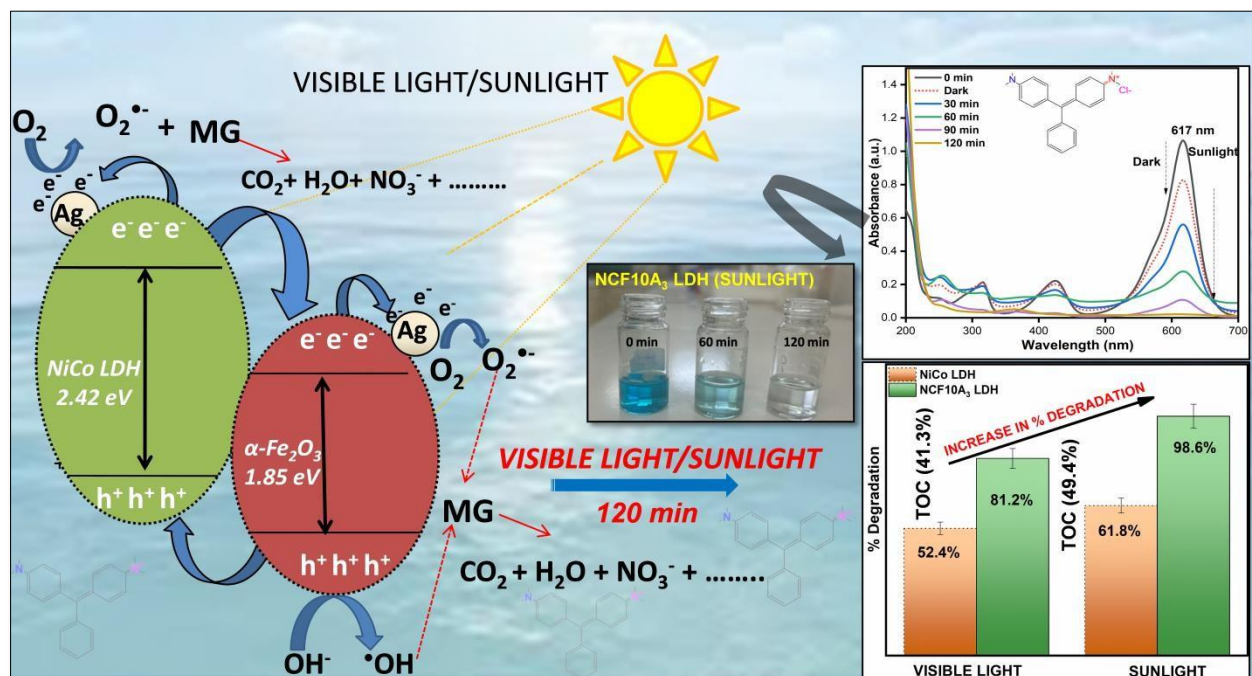 VISIBLE LIGHT/SUNLIGHT
O₂ O₂•- + MG
CO₂+ H₂O+ NO₃⁻ + ………
e⁻ e⁻ e⁻
Ag
e⁻ e⁻ e⁻
NiCo LDH
2.42 eV
h⁺ h⁺ h⁺
e⁻ e⁻ e⁻
Ag
e⁻ e⁻ e⁻
O₂ O₂•-
α-Fe₂O₃
1.85 eV
h⁺ h⁺ h⁺
OH⁻ •OH
NCF10A₃ LDH (SUNLIGHT)
0 min 60 min 120 min
VISIBLE LIGHT/SUNLIGHT
120 min
MG
CO₂ + H₂O + NO₃⁻ + ……..
N N⁺
N N⁺
N N⁺
0 min
Dark
30 min
60 min
90 min
120 min
N N⁺
Cl-
617 nm
Dark
Sunlight
Absorbance (a.u.)
1.4
1.2
1.0
0.8
0.6
0.4
0.2
0.0
200 300 400 500 600 700
Wavelength (nm)
NiCo LDH
NCF10A₃ LDH
INCREASE IN % DEGRADATION
% Degradation
TOC (41.3%)
52.4%
81.2%
TOC (49.4%)
61.8%
98.6%
VISIBLE LIGHT SUNLIGHT